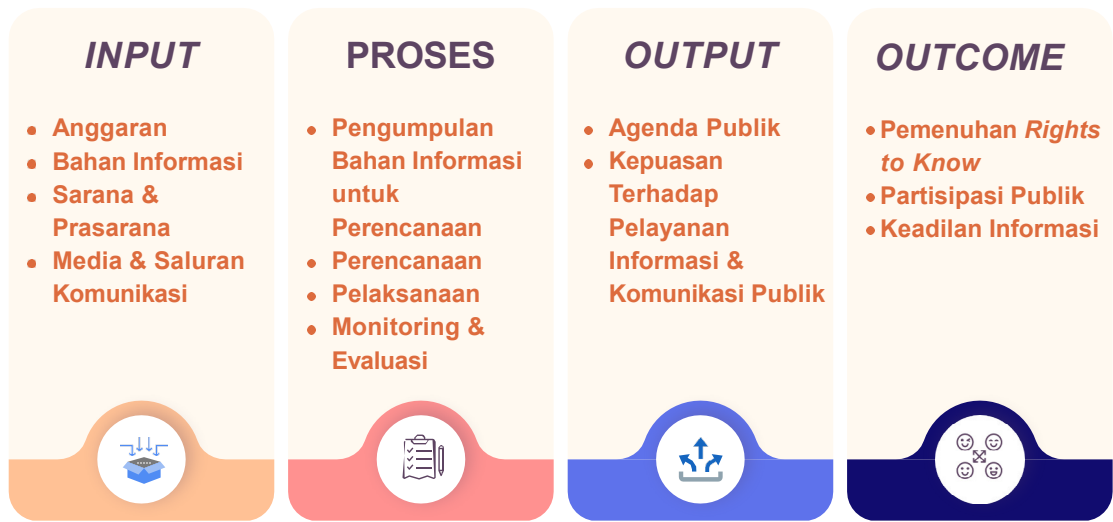 INPUT
• Anggaran
• Bahan Informasi
• Sarana &
Prasarana
• Media & Saluran
Komunikasi
PROSES
• Pengumpulan
Bahan Informasi
untuk
Perencanaan
• Perencanaan
• Pelaksanaan
• Monitoring &
Evaluasi
OUTPUT
• Agenda Publik
• Kepuasan
Terhadap
Pelayanan
Informasi &
Komunikasi Publik
OUTCOME
• Pemenuhan Rights
to Know
• Partisipasi Publik
• Keadilan Informasi